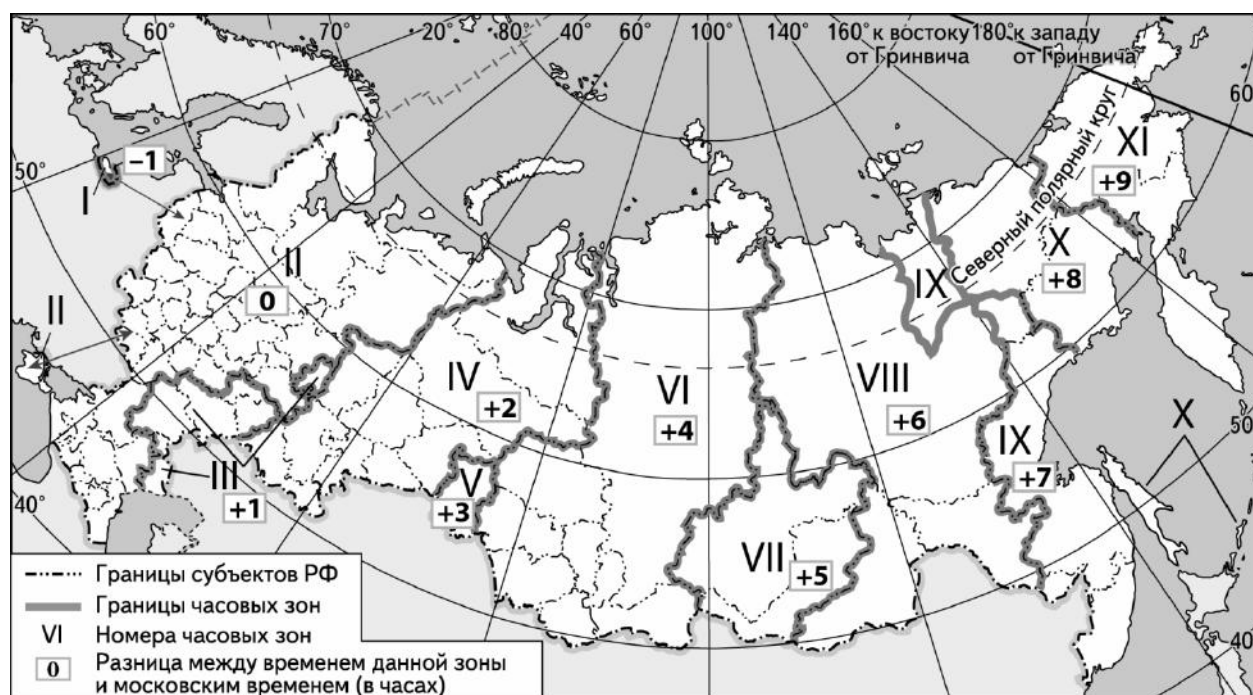 60° 70° 20° 40° 60° 80° 100° 120° 140° 160° к востоку 180° к западу
от Гринвича от Гринвича
60°
Северный полярный круг
50°
–1
I
XI
+9
II
0
X
+8
IX
II
IV
+2
VI
+4
VIII
+6
X
50°
IX
+7
III
+1
V
+3
40°
VII
+5
40°
Границы субъектов РФ
Границы часовых зон
VI Номера часовых зон
0 Разница между временем данной зоны
и московским временем (в часах)